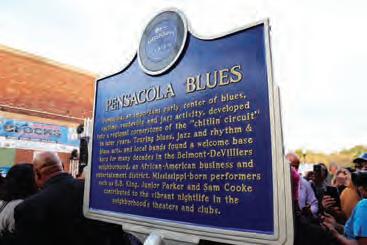 PENSACOLA BLUES
Pensacola, an important early center of blues,
ragtime, vaudeville and jazz activity, developed
into a regional cornerstone of the "chitlin circuit"
in later years. Touring blues, jazz and rhythm &
blues acts, and local bands found a welcome base
here for many decades in the Belmont-DeVilliers
neighborhood, an African-American business and
entertainment district. Mississippi-born performers
such as B.B. King, Junior Parker and Sam Cooke
contributed to the vibrant nightlife in the
neighborhood's theaters and clubs.